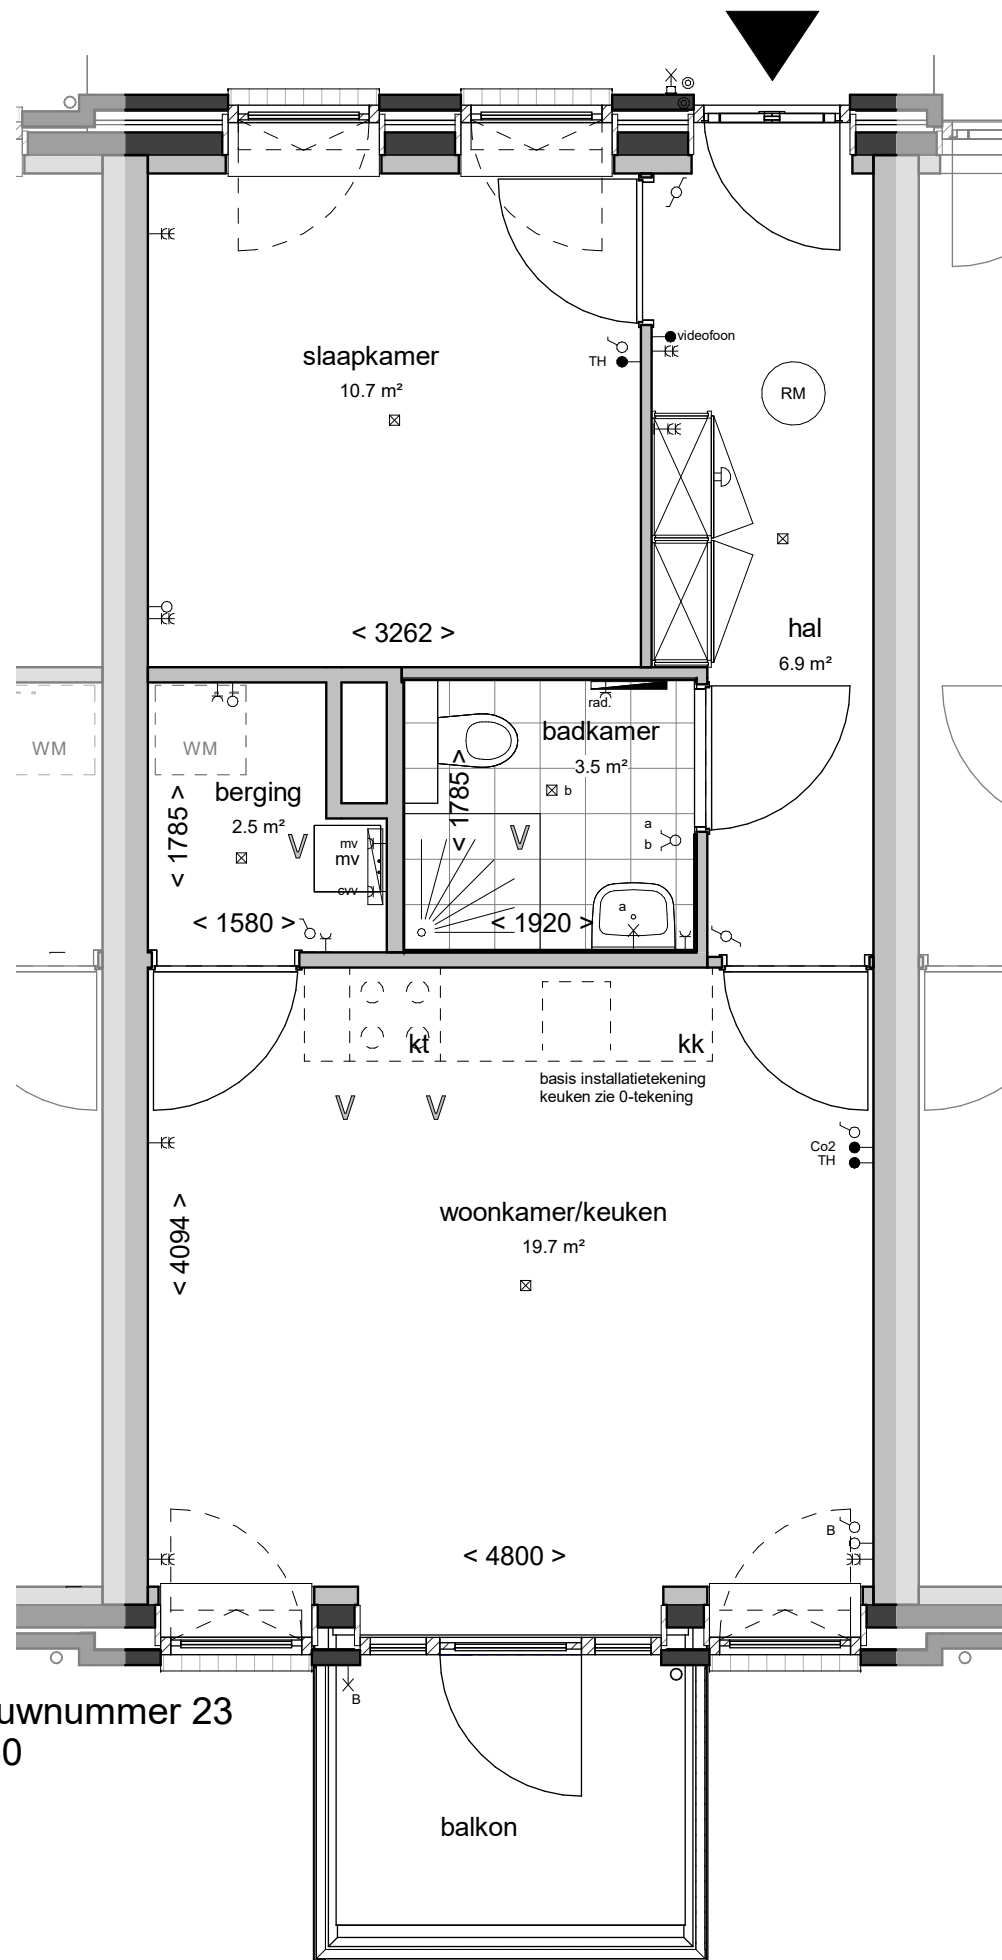 videofoon
slaapkamer
10.7 m²
TH
RM
< 3262 >
hal
6.9 m²
rad.
WM
WM
badkamer
3.5 m²
b
berging
2.5 m²
< 1785 >
< 1785 >
V
V
mv
mv
cvv
a
b
a
< 1580 >
< 1920 >
kt
kk
basis installatietekening
keuken zie 0-tekening
V
V
Co2
TH
< 4094 >
woonkamer/keuken
19.7 m²
B
< 4800 >
B
uwnummer 23
0
balkon